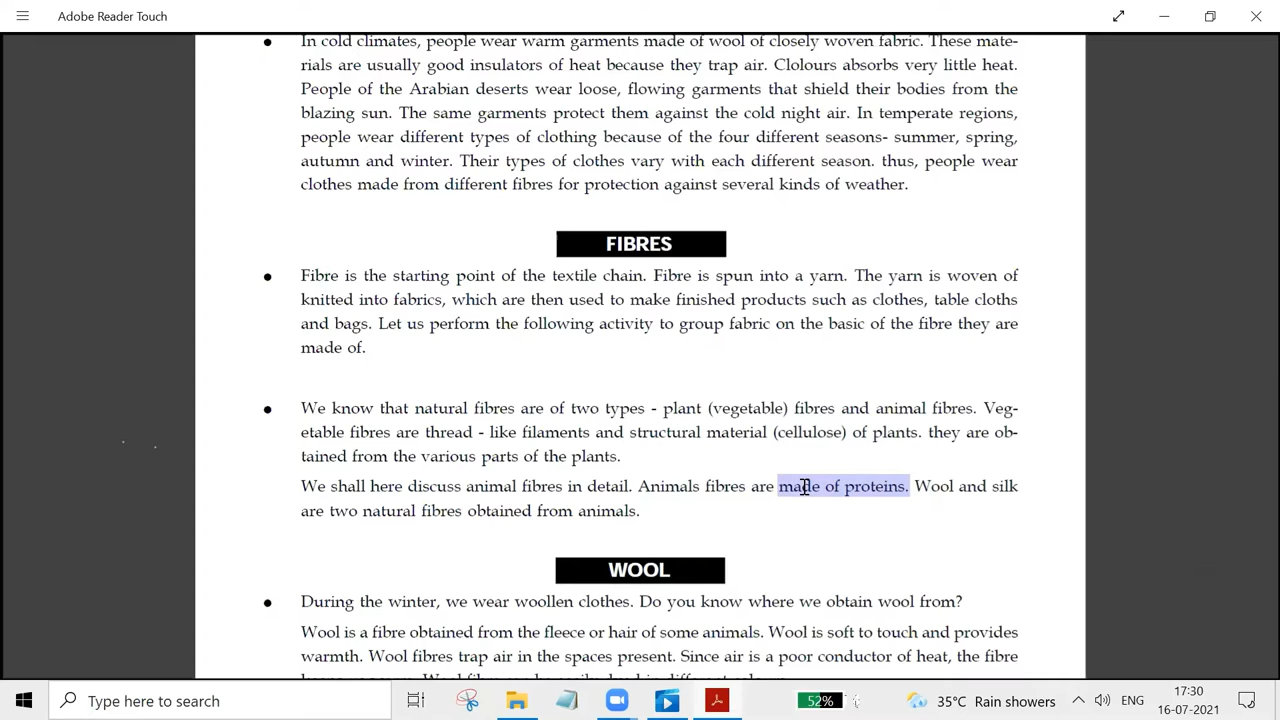 Adobe Reader Touch
In cold climates, people wear warm garments made of wool of closely woven fabric. These mate-
rials are usually good insulators of heat because they trap air. Clolours absorbs very little heat.
People of the Arabian deserts wear loose, flowing garments that shield their bodies from the
blazing sun. The same garments protect them against the cold night air. In temperate regions,
people wear different types of clothing because of the four different seasons- summer, spring,
autumn and winter. Their types of clothes vary with each different season. thus, people wear
clothes made from different fibres for protection against several kinds of weather.
FIBRES
Fibre is the starting point of the textile chain. Fibre is spun into a yarn. The yarn is woven of
knitted into fabrics, which are then used to make finished products such as clothes, table cloths
and bags. Let us perform the following activity to group fabric on the basic of the fibre they are
made of.
We know that natural fibres are of two types - plant (vegetable) fibres and animal fibres. Veg-
etable fibres are thread - like filaments and structural material (cellulose) of plants. they are ob-
tained from the various parts of the plants.
We shall here discuss animal fibres in detail. Animals fibres are made of proteins. Wool and silk
are two natural fibres obtained from animals.
WOOL
During the winter, we wear woollen clothes. Do you know where we obtain wool from?
Wool is a fibre obtained from the fleece or hair of some animals. Wool is soft to touch and provides
warmth. Wool fibres trap air in the spaces present. Since air is a poor conductor of heat, the fibre
Type here to search
52%
35°C Rain showers
ENG
17:30
16-07-2021